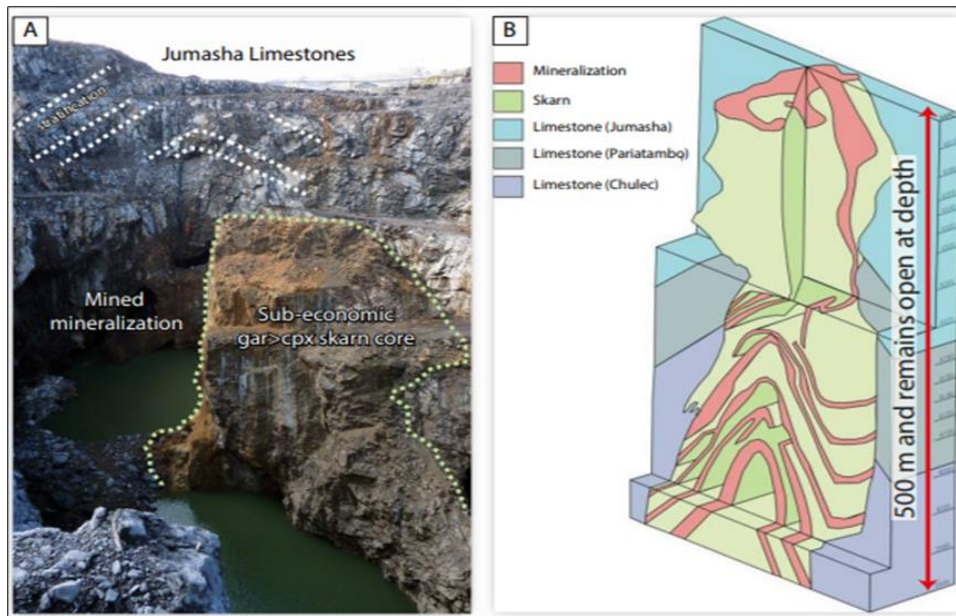 A
Jumasha Limestones
stratification
Mined
mineralization
Sub-economic
gar>cpx skarn core
B
Mineralization
Skarn
Limestone (Jumasha)
Limestone (Pariatambo)
Limestone (Chulec)
500 m and remains open at depth